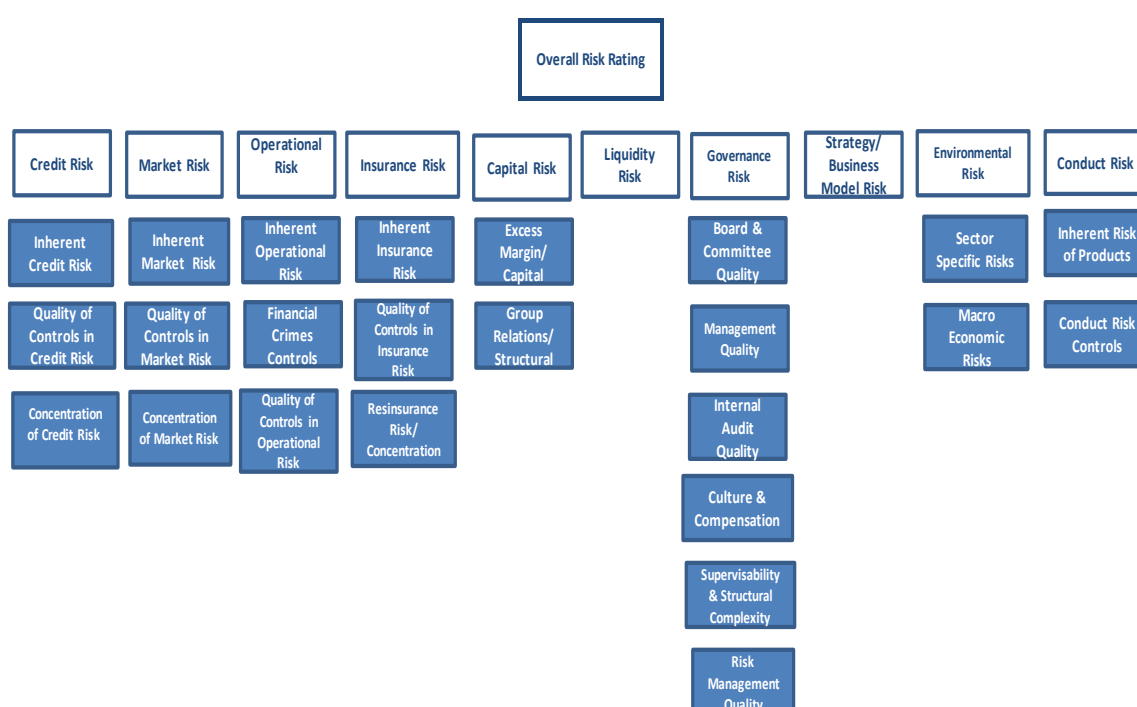 Overall Risk Rating
Credit Risk
Market Risk
Operational
Risk
Insurance Risk
Capital Risk
Liquidity
Risk
Governance
Risk
Strategy/
Business
Model Risk
Environmental
Risk
Conduct Risk
Inherent
Credit Risk
Inherent
Market Risk
Inherent
Operational
Risk
Inherent
Insurance
Risk
Excess
Margin/
Capital
Board &
Committee
Quality
Sector
Specific Risks
Inherent Risk
of Products
Quality of
Controls in
Credit Risk
Quality of
Controls in
Market Risk
Financial
Crimes
Controls
Quality of
Controls in
Insurance
Risk
Group
Relations/
Structural
Management
Quality
Macro
Economic
Risks
Conduct Risk
Controls
Concentration
of Credit Risk
Concentration
of Market Risk
Quality of
Controls in
Operational
Risk
Resinsurance
Risk/
Concentration
Internal
Audit
Quality
Culture &
Compensation
Supervisability
& Structural
Complexity
Risk
Management
Quality